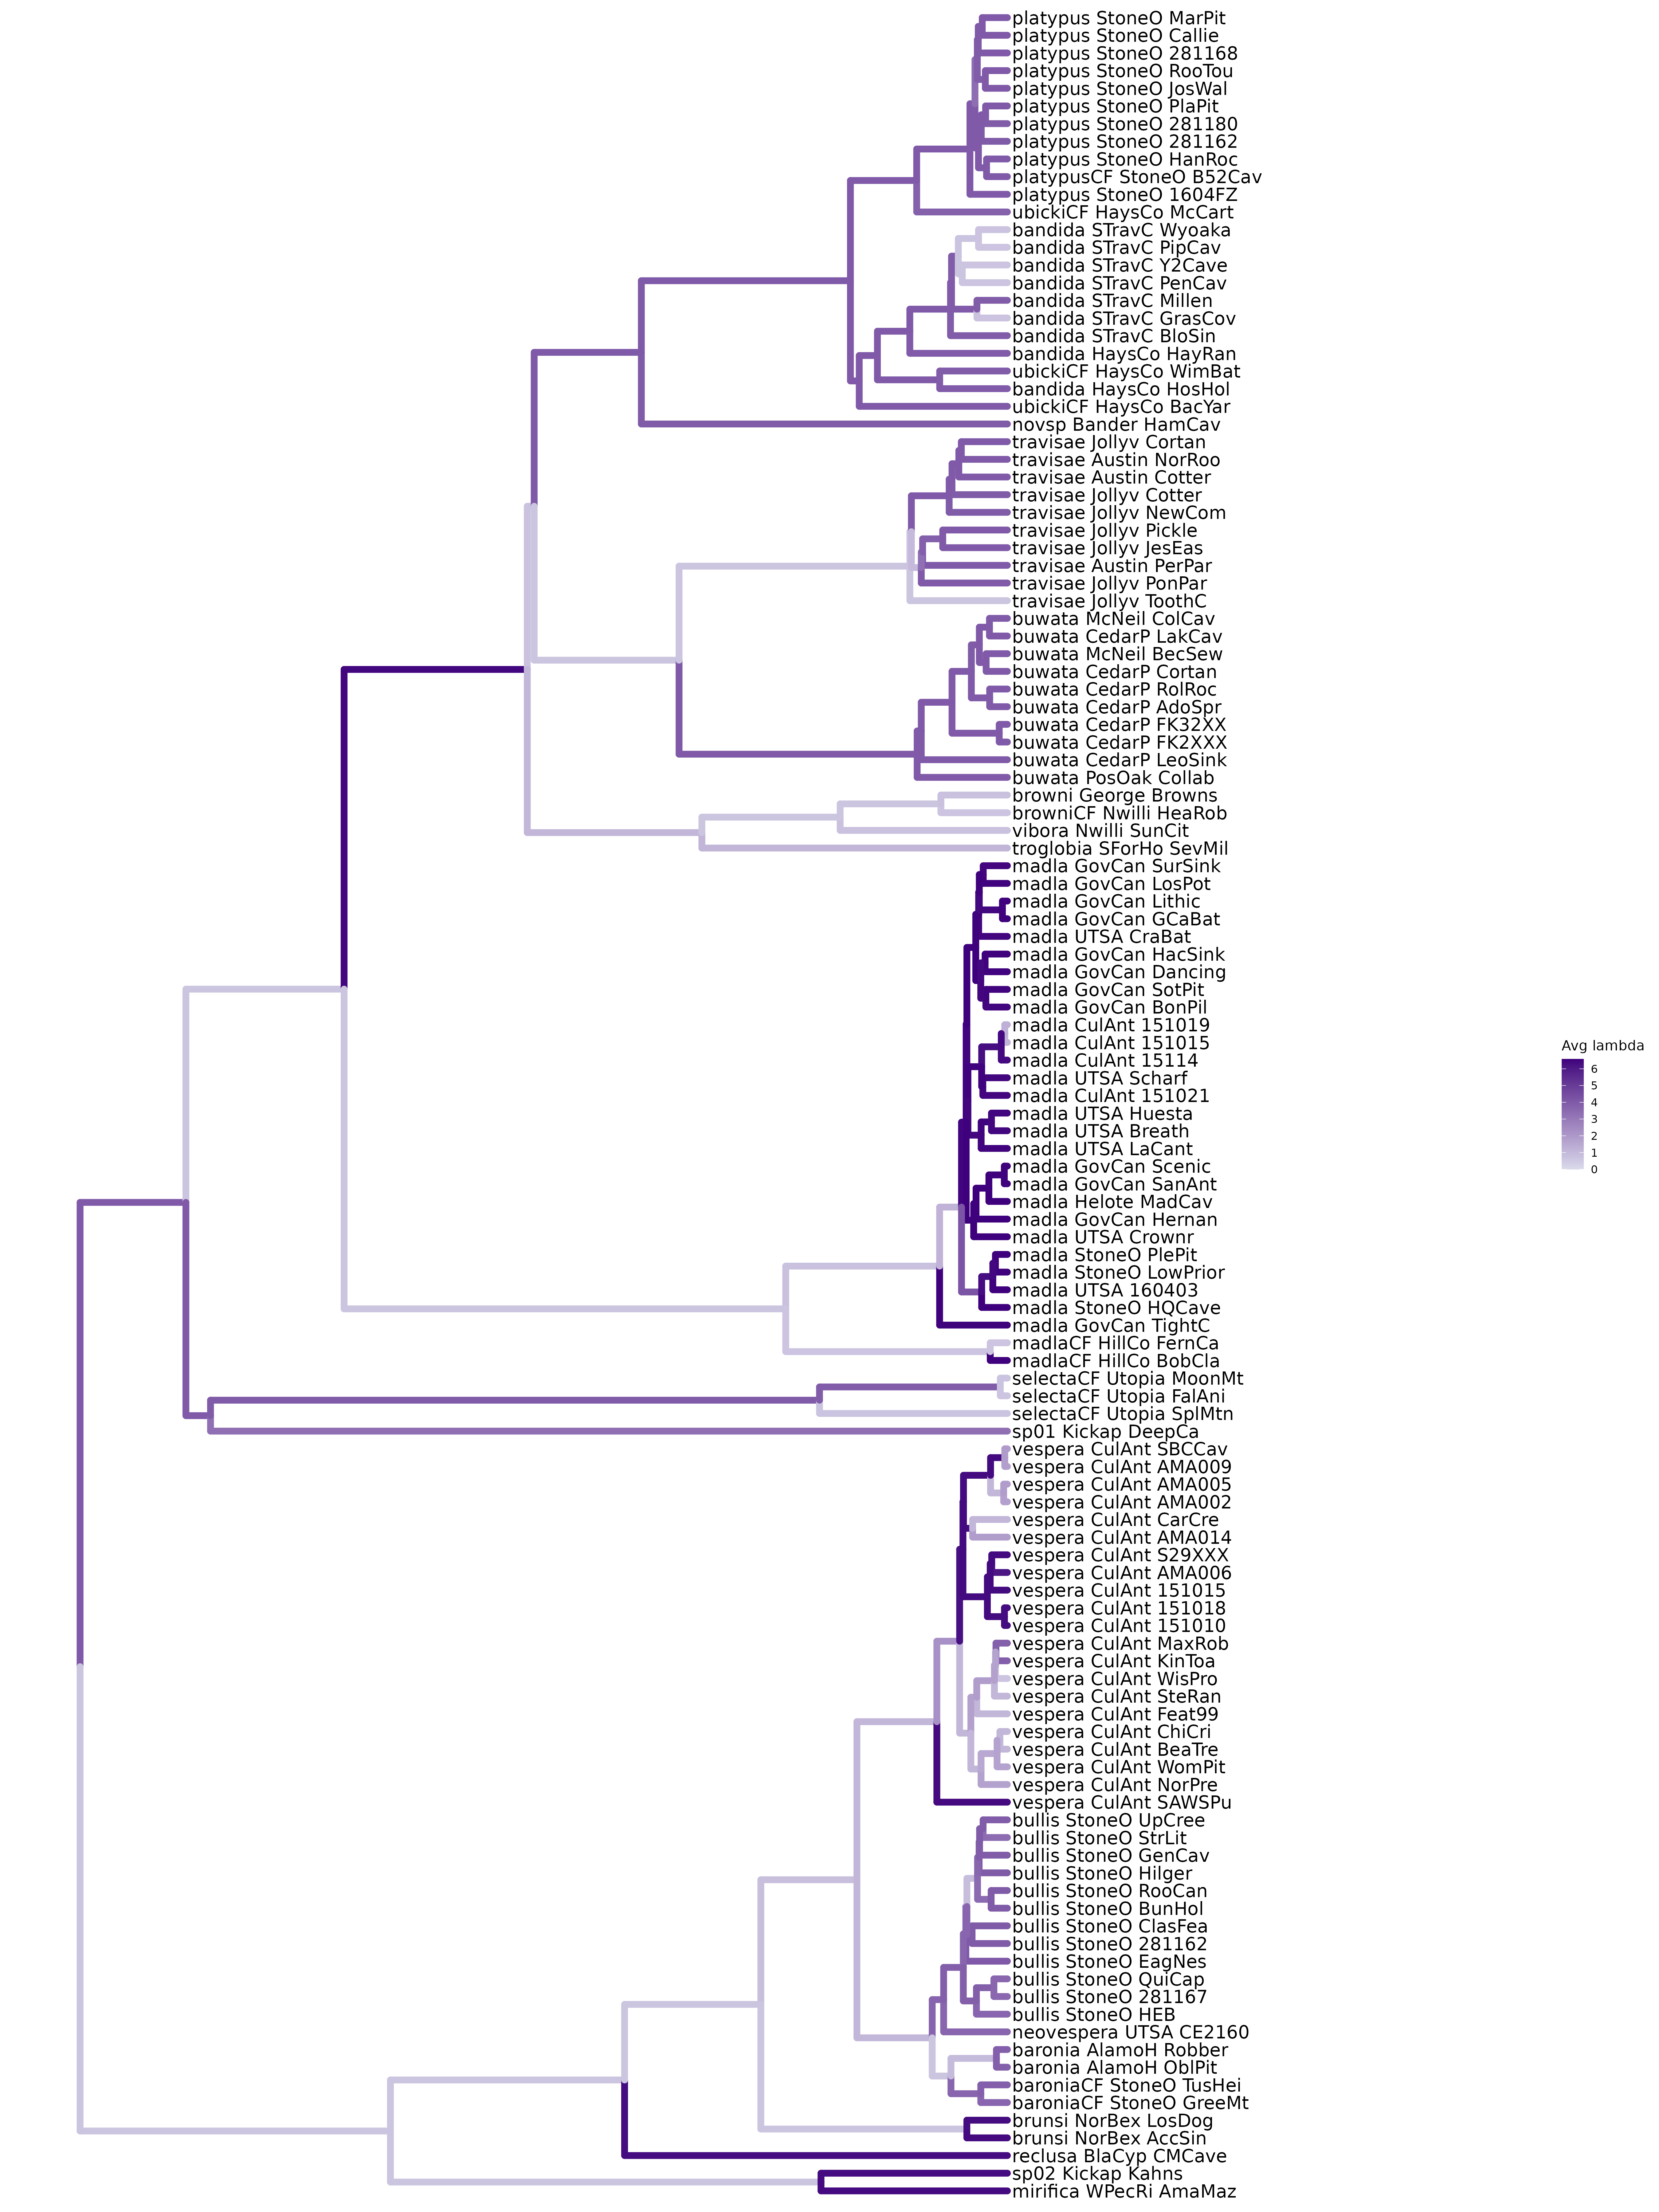 platypus StoneO MarPit
platypus StoneO Callie
platypus StoneO 281168
platypus StoneO RooTou
platypus StoneO JosWal
platypus StoneO PlaPit
platypus StoneO 281180
platypus StoneO 281162
platypus StoneO HanRoc
platypusCF StoneO B52Cav
platypus StoneO 1604FZ
ubickiCF HaysCo McCart
bandida STravC Wyoaka
bandida STravC PipCav
bandida STravC Y2Cave
bandida STravC PenCav
bandida STravC Millen
bandida STravC GrasCov
bandida STravC BloSin
bandida HaysCo HayRan
ubickiCF HaysCo WimBat
bandida HaysCo HosHol
ubickiCF HaysCo BacYar
novsp Bander HamCav
travisae Jollyv Cortan
travisae Austin NorRoo
travisae Austin Cotter
travisae Jollyv Cotter
travisae Jollyv NewCom
travisae Jollyv Pickle
travisae Jollyv JesEas
travisae Austin PerPar
travisae Jollyv PonPar
travisae Jollyv ToothC
buwata McNeil ColCav
buwata CedarP LakCav
buwata McNeil BecSew
buwata CedarP Cortan
buwata CedarP RolRoc
buwata CedarP AdoSpr
buwata CedarP FK32XX
buwata CedarP FK2XXX
buwata CedarP LeoSink
buwata PosOak Collab
browni George Browns
browniCF Nwilli HeaRob
vibora Nwilli SunCit
troglobia SForHo SevMil
madla GovCan SurSink
madla GovCan LosPot
madla GovCan Lithic
madla GovCan GCaBat
madla UTSA CraBat
madla GovCan HacSink
madla GovCan Dancing
madla GovCan SotPit
madla GovCan BonPil
madla CulAnt 151019
madla CulAnt 151015
madla CulAnt 15114
madla UTSA Scharf
madla CulAnt 151021
madla UTSA Huesta
madla UTSA Breath
madla UTSA LaCant
madla GovCan Scenic
madla GovCan SanAnt
madla Helote MadCav
madla GovCan Hernan
madla UTSA Crownr
madla StoneO PlePit
madla StoneO LowPrior
madla UTSA 160403
madla StoneO HQCave
madla GovCan TightC
madlaCF HillCo FernCa
madlaCF HillCo BobCla
selectaCF Utopia MoonMt
selectaCF Utopia FalAni
selectaCF Utopia SplMtn
sp01 Kickap DeepCa
vespera CulAnt SBCCav
vespera CulAnt AMA009
vespera CulAnt AMA005
vespera CulAnt AMA002
vespera CulAnt CarCre
vespera CulAnt AMA014
vespera CulAnt S29XXX
vespera CulAnt AMA006
vespera CulAnt 151015
vespera CulAnt 151018
vespera CulAnt 151010
vespera CulAnt MaxRob
vespera CulAnt KinToa
vespera CulAnt WisPro
vespera CulAnt SteRan
vespera CulAnt Feat99
vespera CulAnt ChiCri
vespera CulAnt BeaTre
vespera CulAnt WomPit
vespera CulAnt NorPre
vespera CulAnt SAWSPu
bullis StoneO UpCree
bullis StoneO StrLit
bullis StoneO GenCav
bullis StoneO Hilger
bullis StoneO RooCan
bullis StoneO BunHol
bullis StoneO ClasFea
bullis StoneO 281162
bullis StoneO EagNes
bullis StoneO QuiCap
bullis StoneO 281167
bullis StoneO HEB
neovespera UTSA CE2160
baronia AlamoH Robber
baronia AlamoH OblPit
baroniaCF StoneO TusHei
baroniaCF StoneO GreeMt
brunsi NorBex LosDog
brunsi NorBex AccSin
reclusa BlaCyp CMCave
sp02 Kickap Kahns
mirifica WPecRi AmaMaz
Avg lambda
6
5
4
3
2
1
0